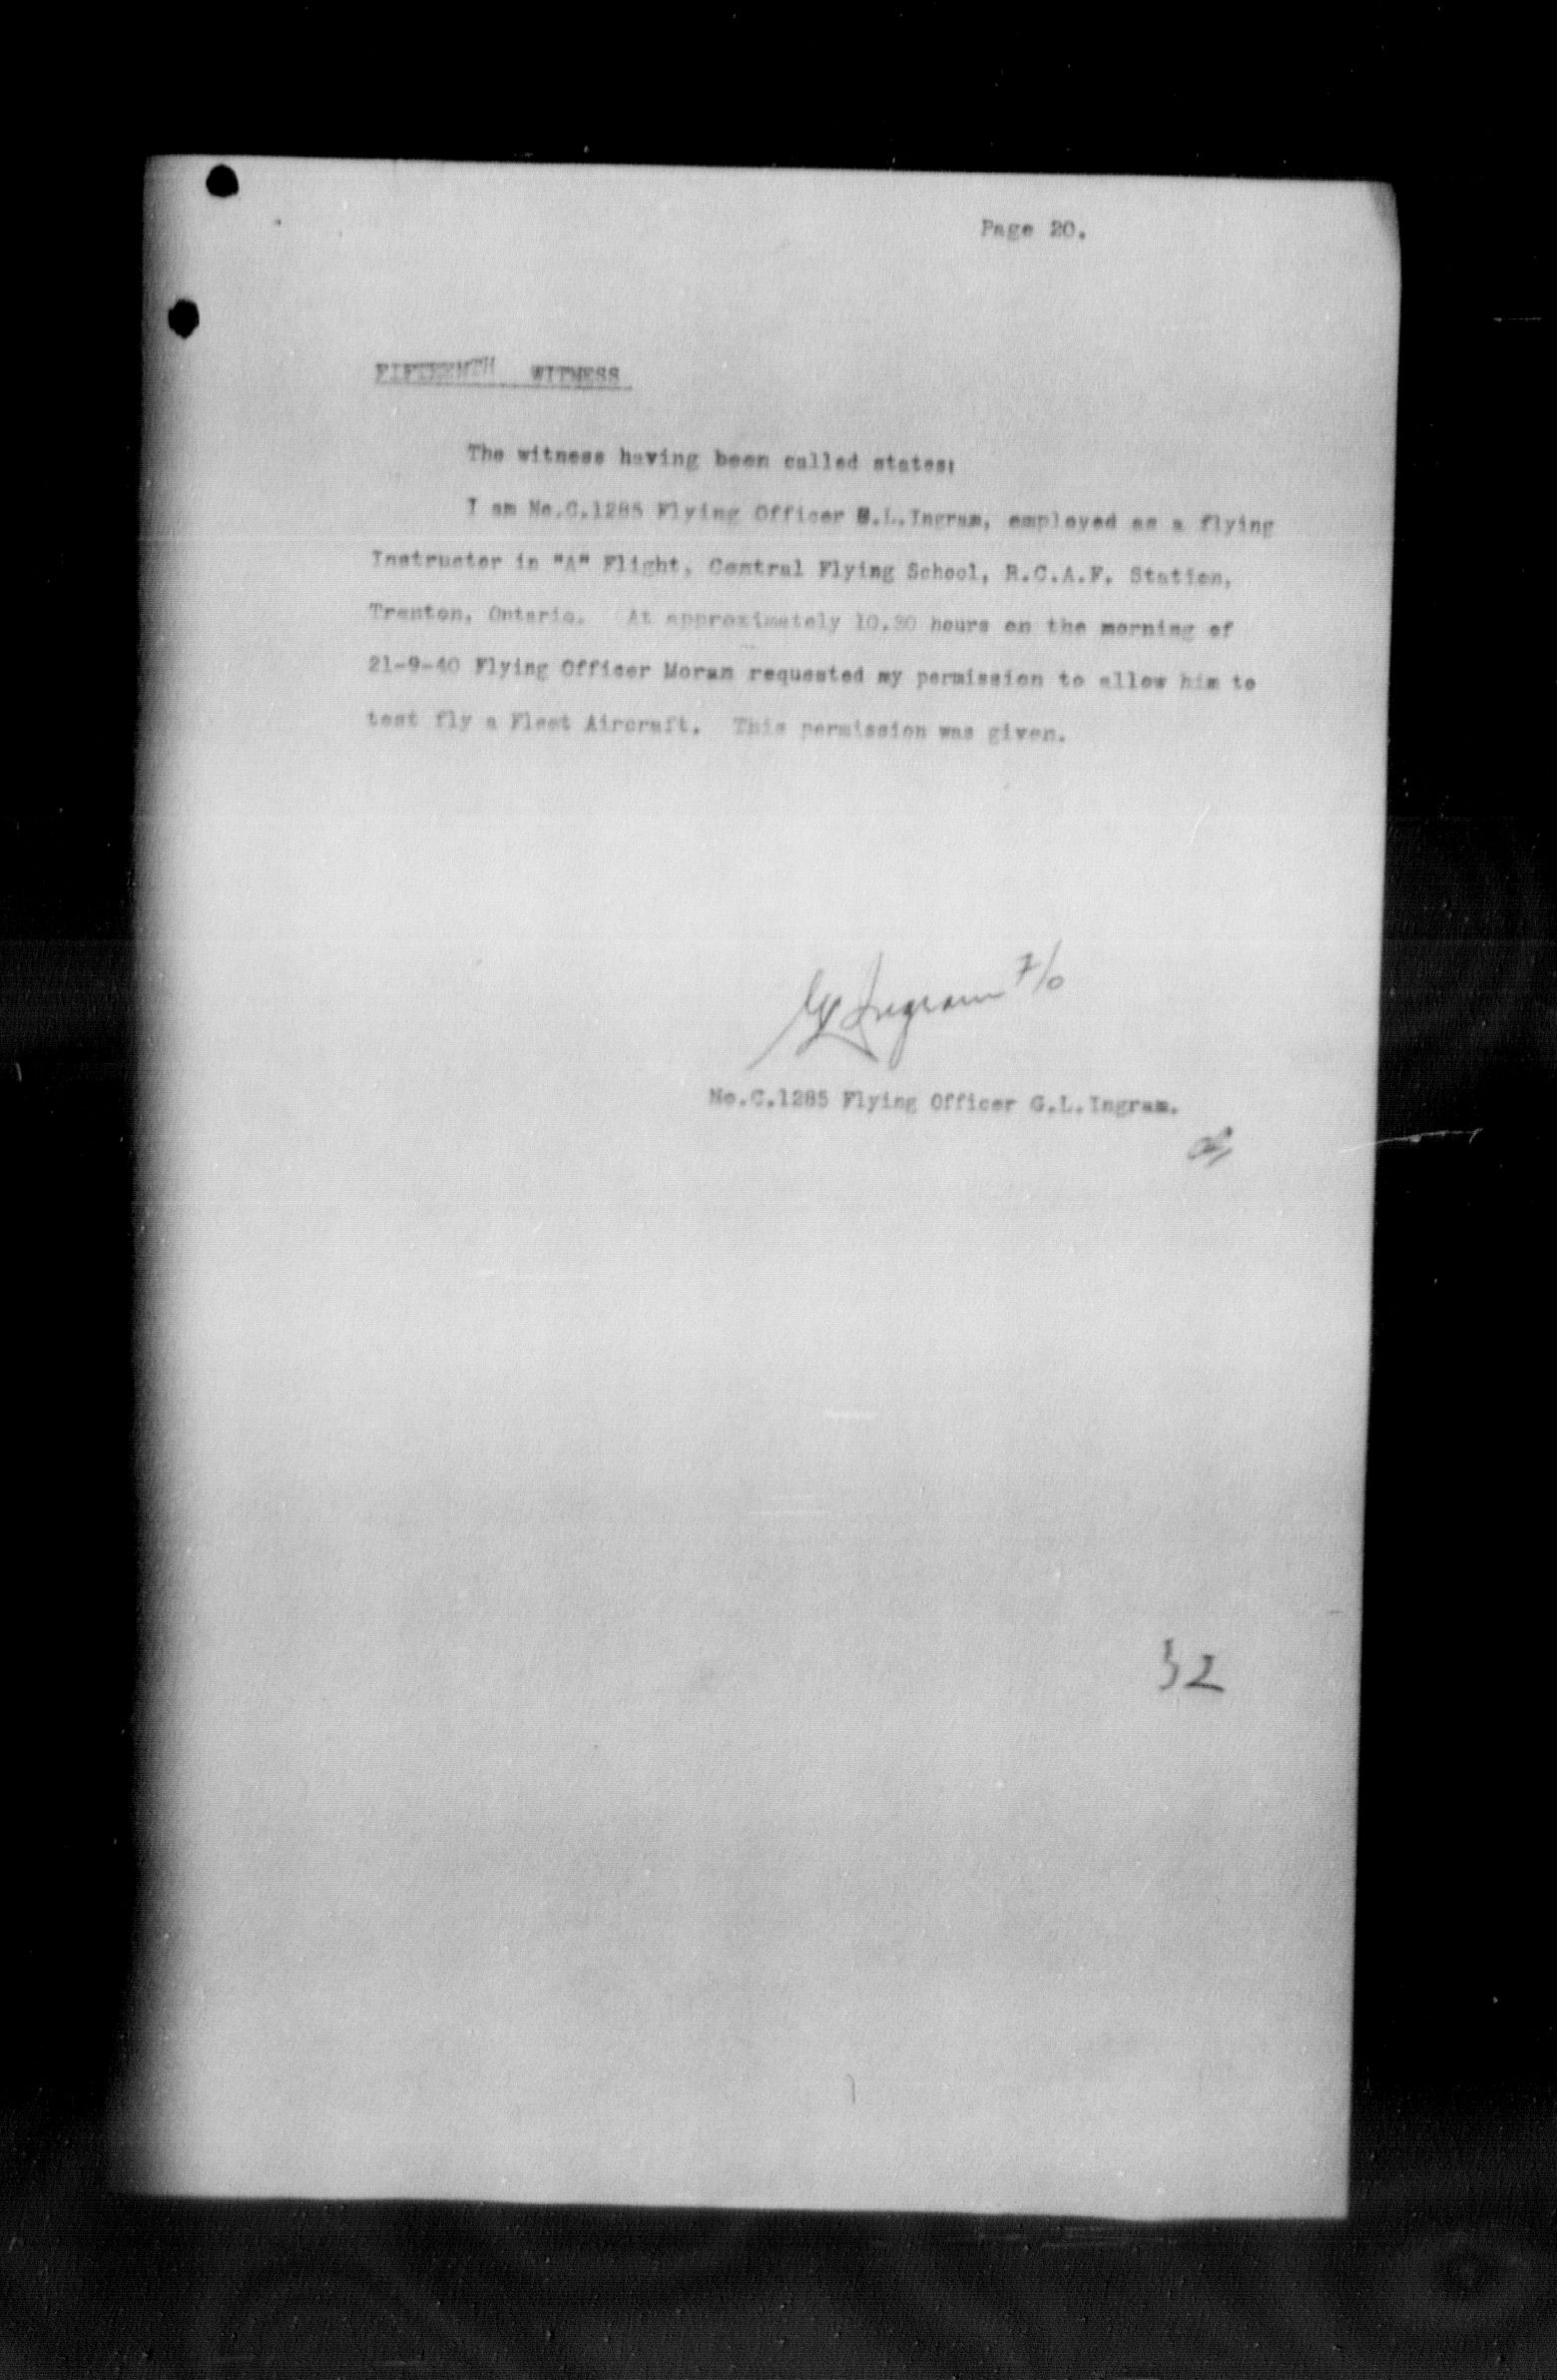 Page 20.
FIFTEENTH WITNESS
The witness having been called states:
I am No.C.1285 Flying Officer G.L.Ingram, employed as a flying
Instructor in "A" Flight, Central Flying School, R.C.A.F. Station,
Trenton, Ontario. At approximately 10.30 hours on the morning of
21-9-40 Flying Officer Moran requested my permission to allow him to
test fly a Fleet Aircraft. This permission was given.
GL Ingram F/O
No.C.1285 Flying Officer G.L.Ingram.
32